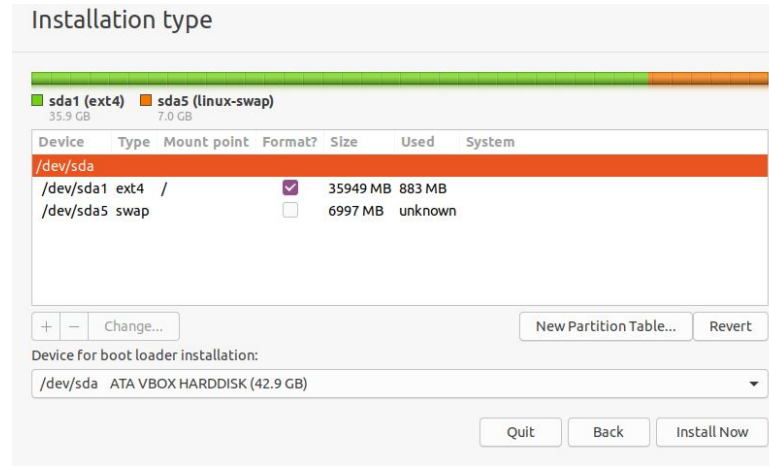 Installation type
sda1 (ext4) sda5 (linux-swap)
35.9 GB 7.0 GB
Device Type Mount point Format? Size Used System
/dev/sda
/dev/sda1 ext4 / 35949 MB 883 MB
/dev/sda5 swap 6997 MB unknown
+ − Change... New Partition Table... Revert
Device for boot loader installation:
/dev/sda ATA VBOX HARDDISK (42.9 GB)
Quit Back Install Now